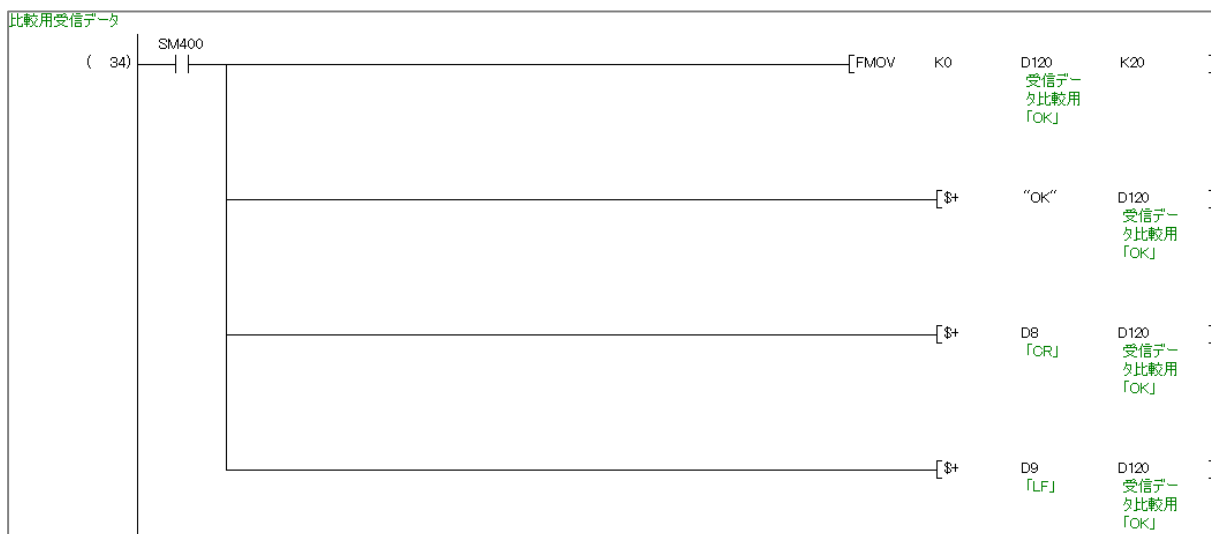 比較用受信データ
SM400
( 34)
[FMOV K0 D120 K20 ]
受信デー
タ比較用
「OK」
[$+ "OK" D120 ]
受信デー
タ比較用
「OK」
[$+ D8 D120 ]
「CR」 受信デー
タ比較用
「OK」
[$+ D9 D120 ]
「LF」 受信デー
タ比較用
「OK」